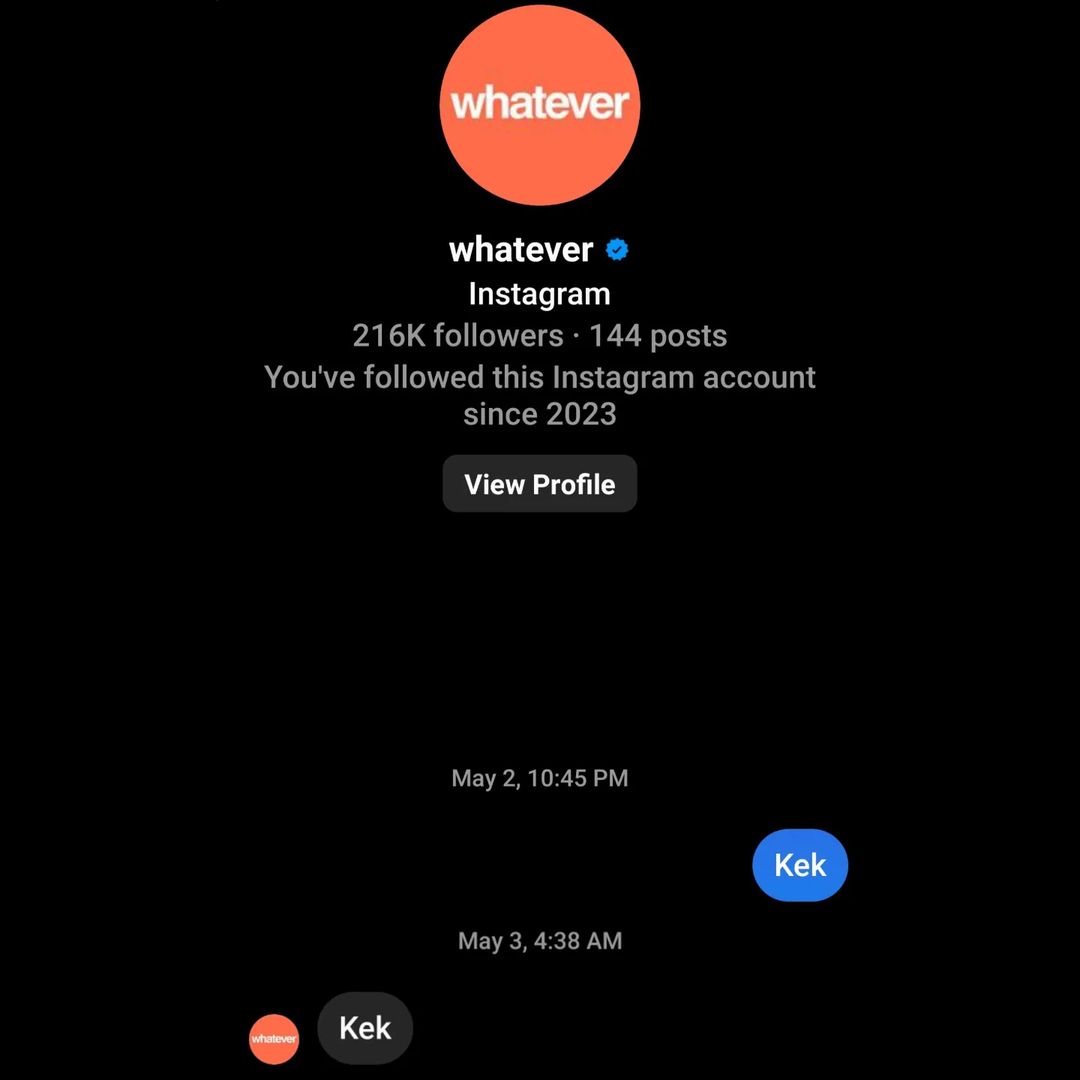 whatever
whatever
Instagram
216K followers · 144 posts
You've followed this Instagram account
since 2023
View Profile
May 2, 10:45 PM
Kek
May 3, 4:38 AM
whatever
Kek